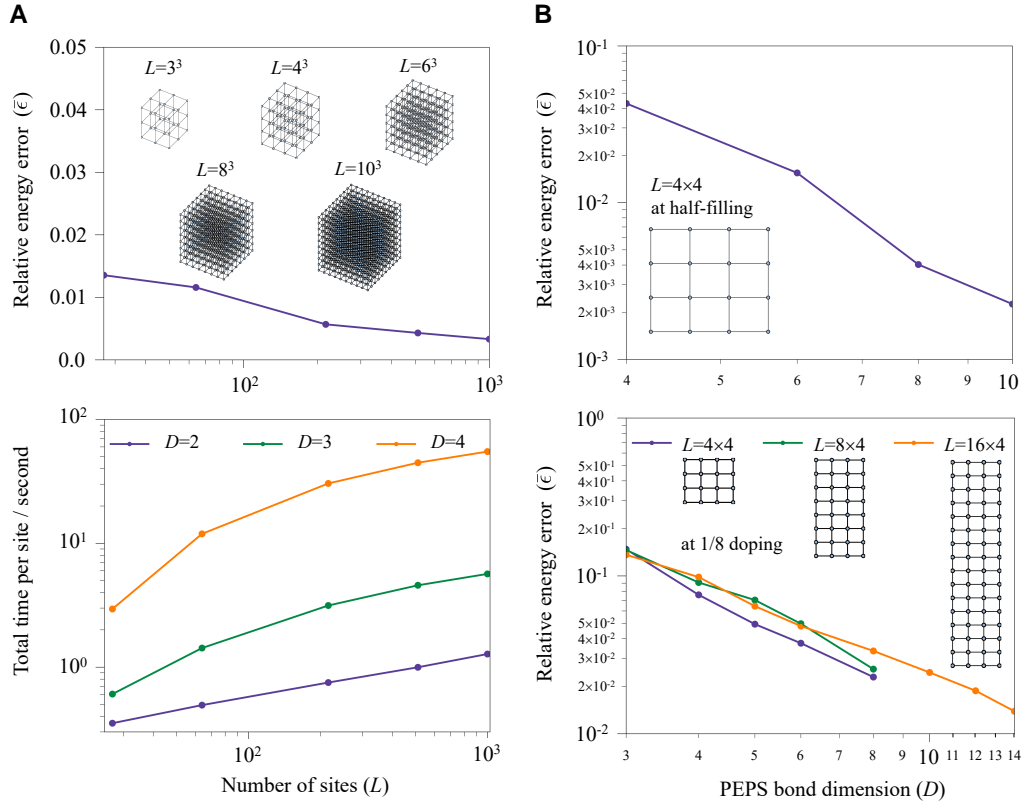 A
Relative energy error (ε̄)
0.05
0.04
0.03
0.02
0.01
0.0
L=3³
L=4³
L=6³
L=8³
L=10³
10²
10³
Total time per site / second
10²
10¹
10⁰
D=2
D=3
D=4
10²
10³
Number of sites (L)
B
Relative energy error (ε̄)
10⁻¹
5×10⁻²
4×10⁻²
3×10⁻²
2×10⁻²
10⁻²
5×10⁻³
4×10⁻³
3×10⁻³
2×10⁻³
10⁻³
L=4×4
at half-filling
4
5
6
7
8
9
10
Relative energy error (ε̄)
10⁰
5×10⁻¹
4×10⁻¹
3×10⁻¹
2×10⁻¹
10⁻¹
5×10⁻²
4×10⁻²
3×10⁻²
2×10⁻²
10⁻²
L=4×4
L=8×4
L=16×4
at 1/8 doping
3
4
5
6
7
8
9
10
11
12
13
14
PEPS bond dimension (D)